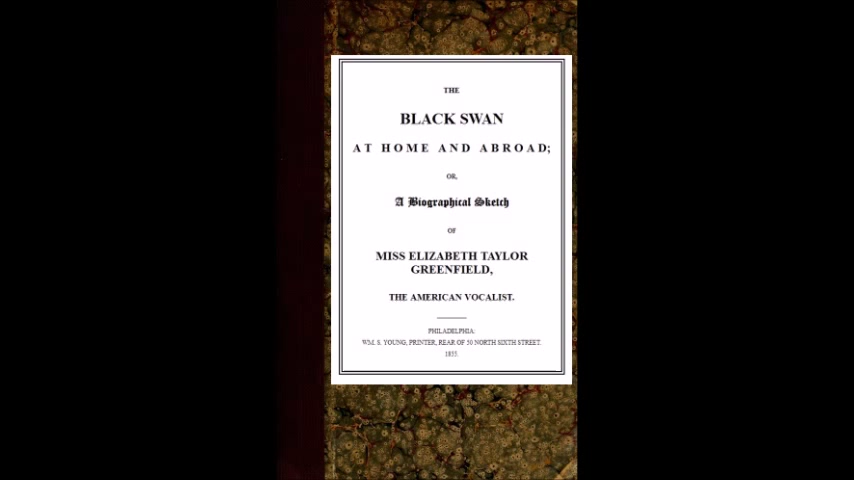 THE
BLACK SWAN
AT HOME AND ABROAD;
OR,
A Biographical Sketch
OF
MISS ELIZABETH TAYLOR
GREENFIELD,
THE AMERICAN VOCALIST.
PHILADELPHIA:
WM. S. YOUNG, PRINTER, REAR OF 50 NORTH SIXTH STREET.
1855.